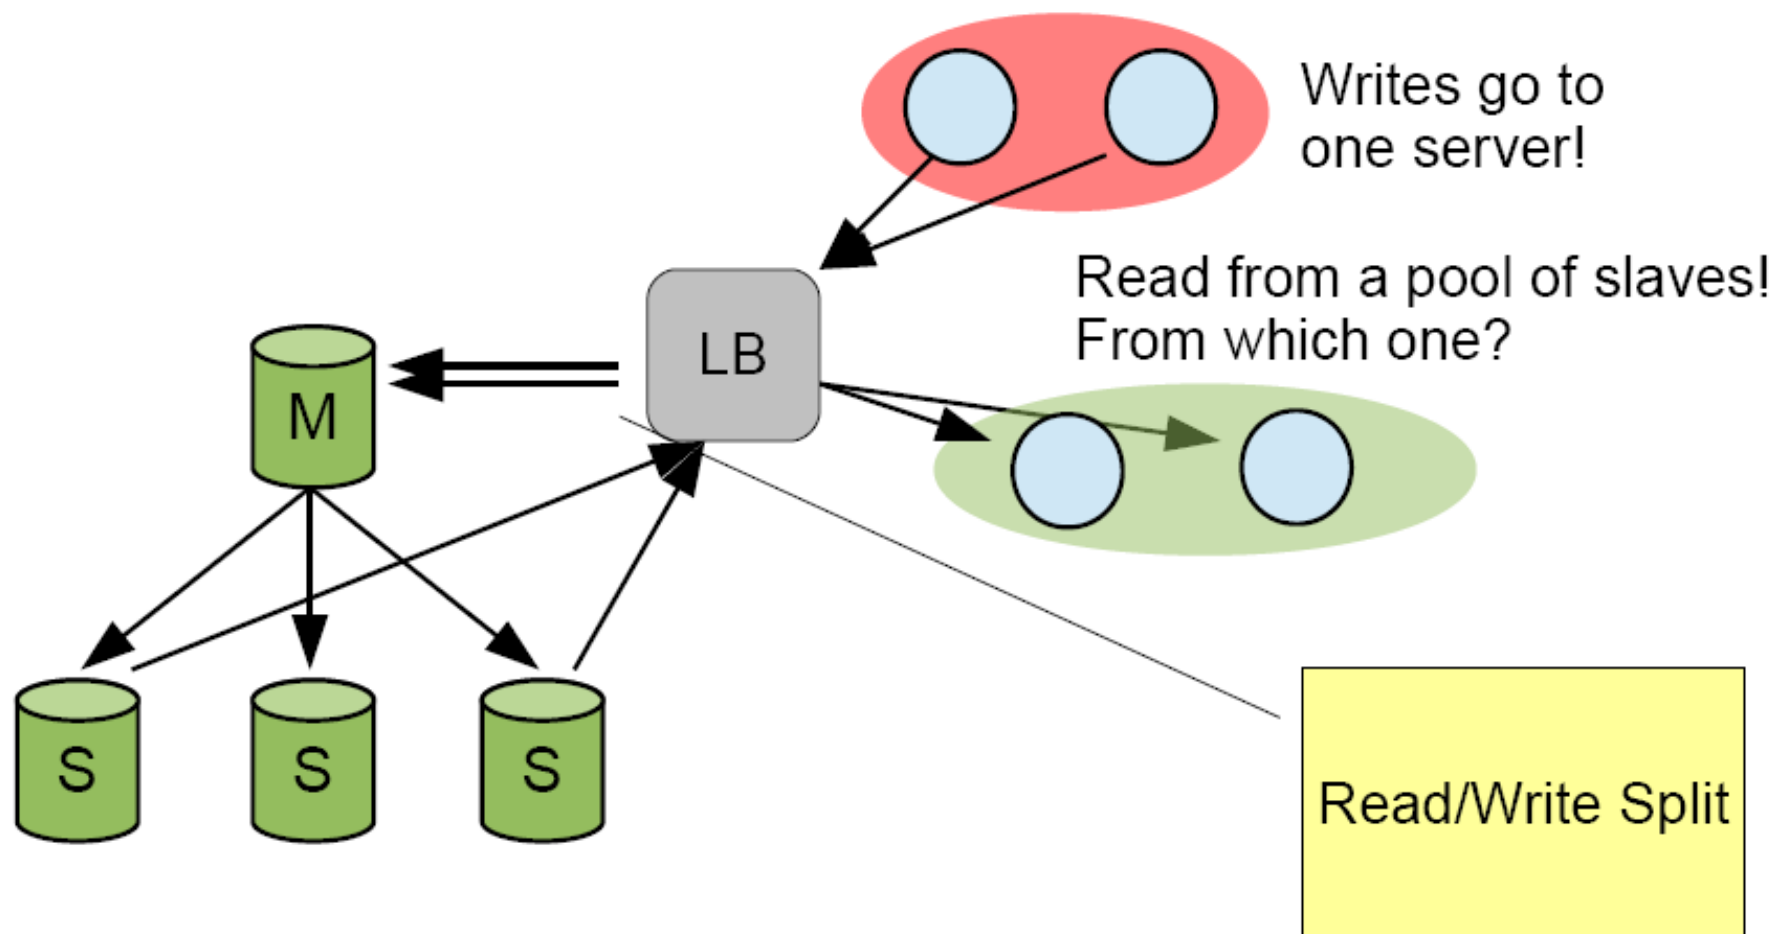 Writes go to
one server!
Read from a pool of slaves!
From which one?
LB
M
S
S
S
Read/Write Split